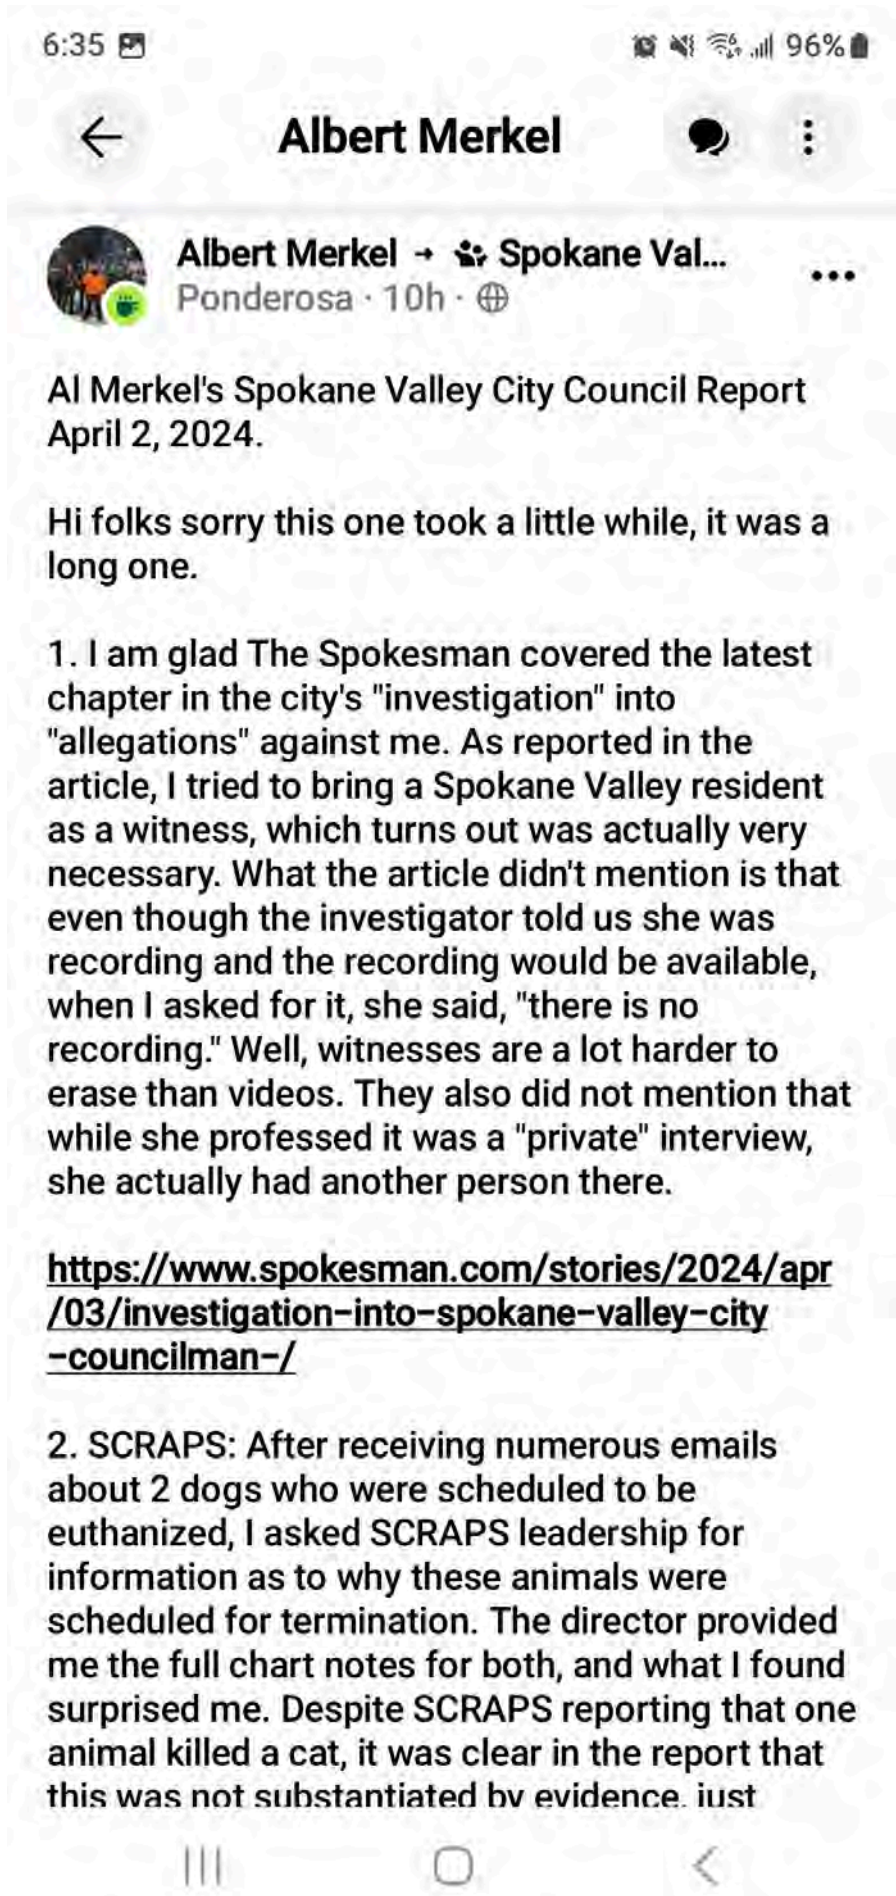 6:35 96%
Albert Merkel
Albert Merkel → Spokane Val...
Ponderosa · 10h ·
Al Merkel's Spokane Valley City Council Report
April 2, 2024.
Hi folks sorry this one took a little while, it was a
long one.
1. I am glad The Spokesman covered the latest
chapter in the city's "investigation" into
"allegations" against me. As reported in the
article, I tried to bring a Spokane Valley resident
as a witness, which turns out was actually very
necessary. What the article didn't mention is that
even though the investigator told us she was
recording and the recording would be available,
when I asked for it, she said, "there is no
recording." Well, witnesses are a lot harder to
erase than videos. They also did not mention that
while she professed it was a "private" interview,
she actually had another person there.
https://www.spokesman.com/stories/2024/apr
/03/investigation-into-spokane-valley-city
-councilman-/
2. SCRAPS: After receiving numerous emails
about 2 dogs who were scheduled to be
euthanized, I asked SCRAPS leadership for
information as to why these animals were
scheduled for termination. The director provided
me the full chart notes for both, and what I found
surprised me. Despite SCRAPS reporting that one
animal killed a cat, it was clear in the report that
this was not substantiated by evidence, just